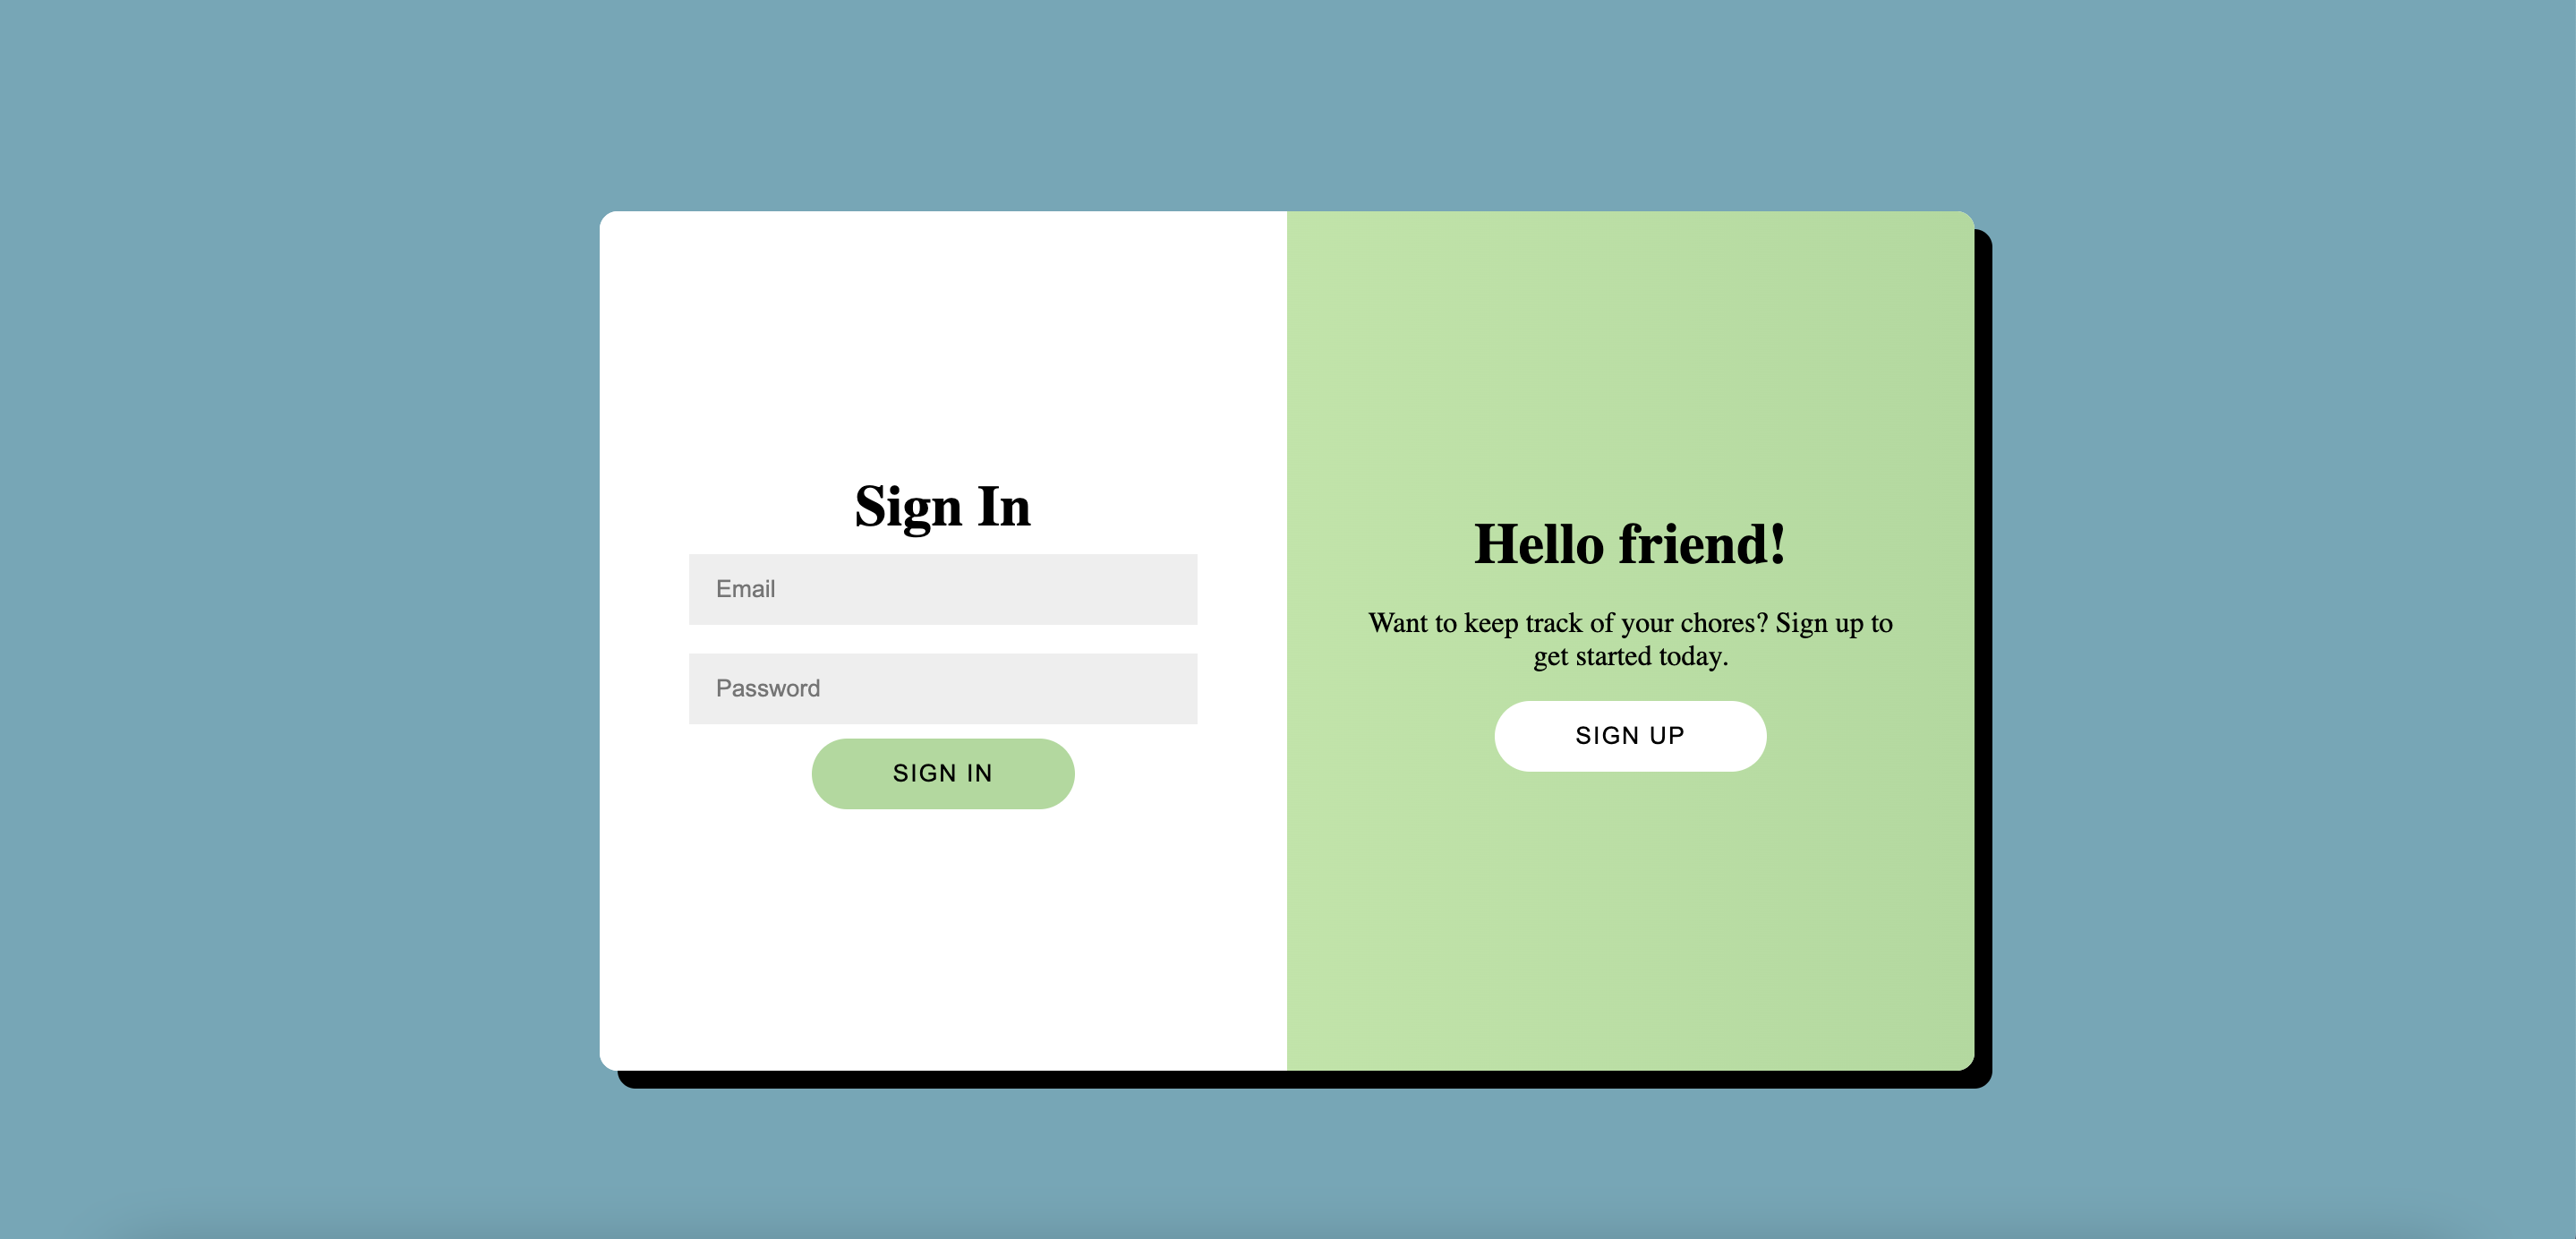 Sign In
Email
Password
SIGN IN
Hello friend!
Want to keep track of your chores? Sign up to
get started today.
SIGN UP